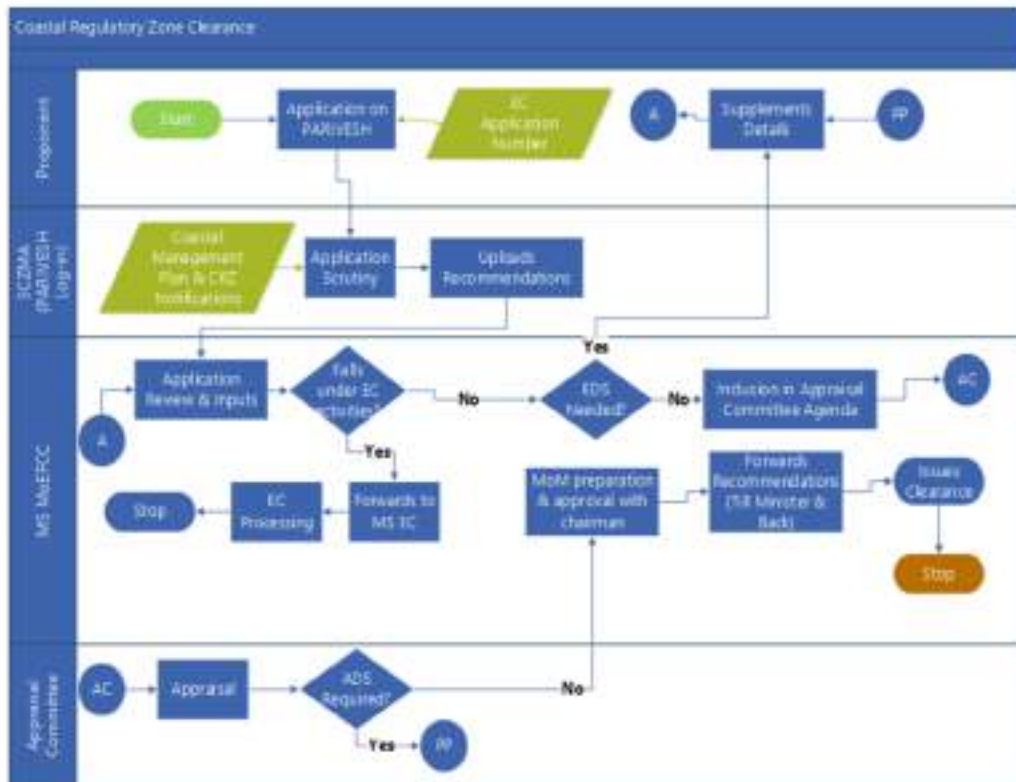 Coastal Regulatory Zone Clearance
Proponent
Start
Application on
PARIVESH
EC
Application
Number
A
Supplements
Details
PP
SCZMA
(PARIVESH
Log-in)
Coastal
Management
Plan & CRZ
Notifications
Application
Scrutiny
Uploads
Recommendations
MS MoEFCC
Yes
Application
Review & Inputs
Falls
under EC
activities?
No
EDS
Needed?
No
Inclusion in Appraisal
Committee Agenda
AC
A
Yes
Stop
EC
Processing
Forwards to
MS EC
MoM preparation
& approval with
chairman
Forwards
Recommendations
(Till Minister &
Back)
Issues
Clearance
Stop
Appraisal
Committee
AC
Appraisal
ADS
Required?
No
Yes
PP